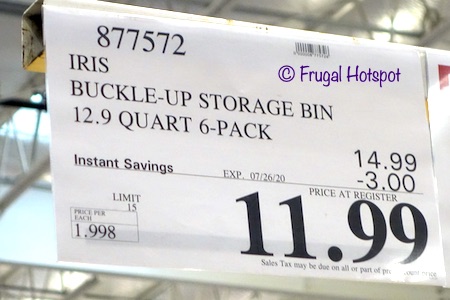 877572
© Frugal Hotspot
IRIS
BUCKLE-UP STORAGE BIN
12.9 QUART 6-PACK
14.99
Instant Savings EXP. 07/26/20 -3.00
PRICE AT REGISTER
LIMIT
15
PRICE PER
EACH
1.998
11.99
Sales Tax may be due on all or part of